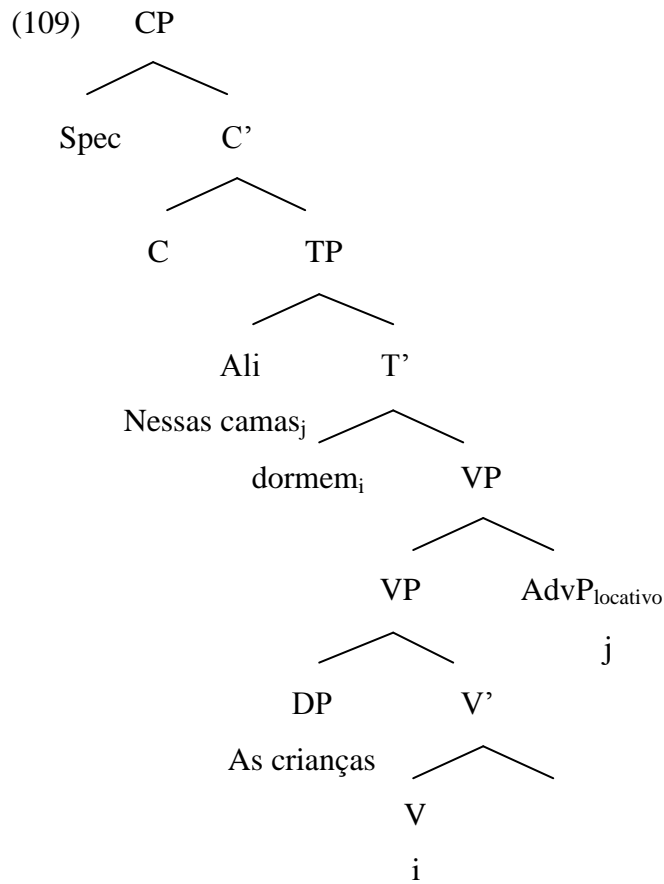 (109) CP
Spec C’
C TP
Ali T’
Nessas camasj
dormemi VP
VP AdvPlocativo
j
DP V’
As crianças
V
i